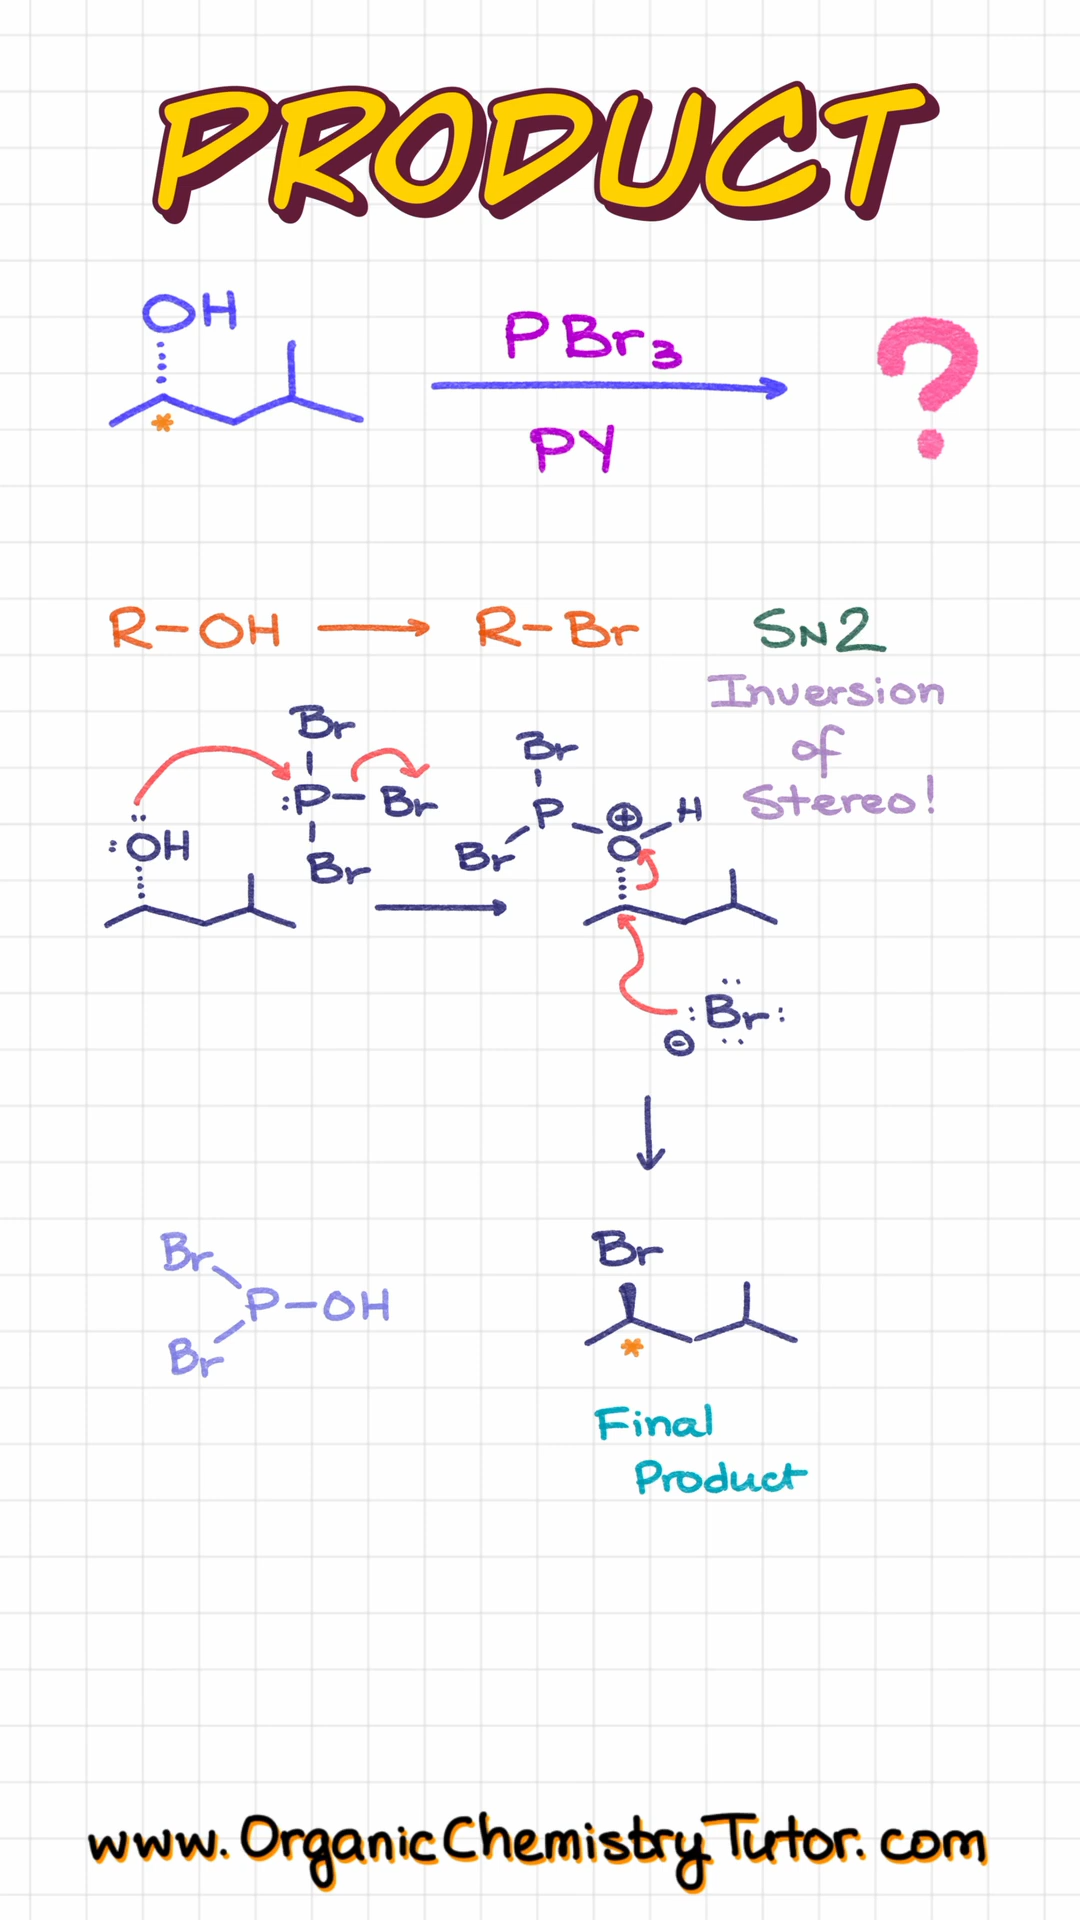 PRODUCT
OH
PBr3
PY
?
*
R-OH → R-Br
SN2
Inversion
of
Stereo!
Br
:P-Br
Br
:ÖH
Br
P
Br
⊕
O
H
:Br:
⊖
Br
P-OH
Br
Br
*
Final
Product
www.OrganicChemistryTutor.com